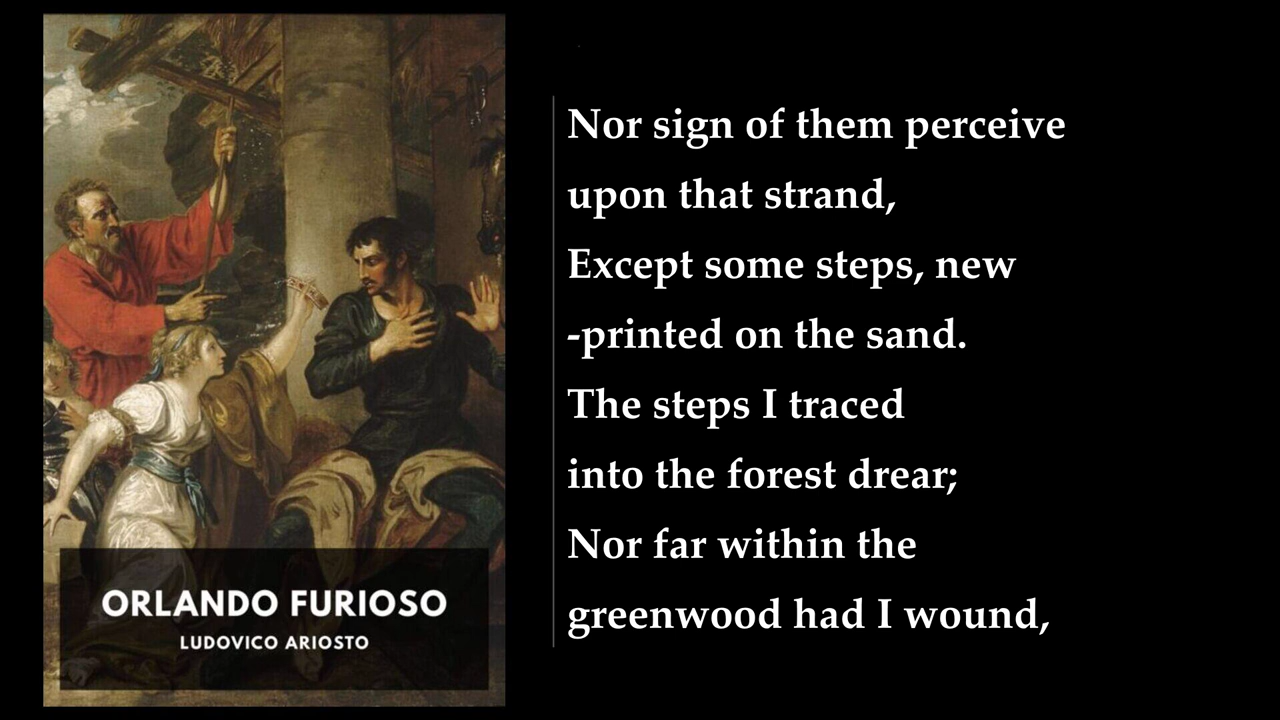 ORLANDO FURIOSO
LUDOVICO ARIOSTO
Nor sign of them perceive
upon that strand,
Except some steps, new
-printed on the sand.
The steps I traced
into the forest drear;
Nor far within the
greenwood had I wound,